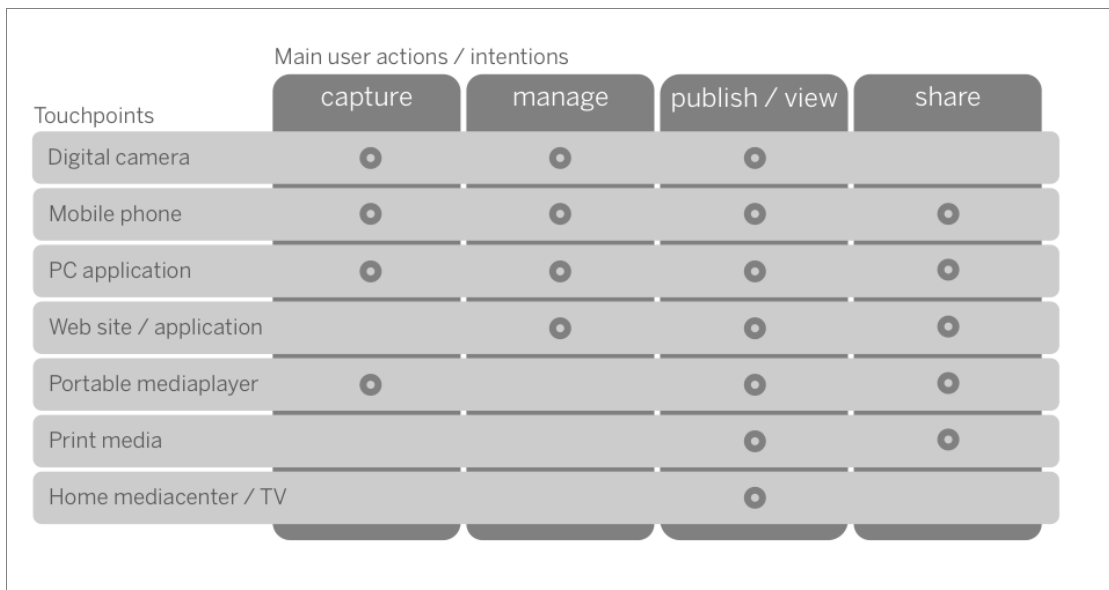 Main user actions / intentions
capture manage publish / view share
Touchpoints
Digital camera
Mobile phone
PC application
Web site / application
Portable mediaplayer
Print media
Home mediacenter / TV